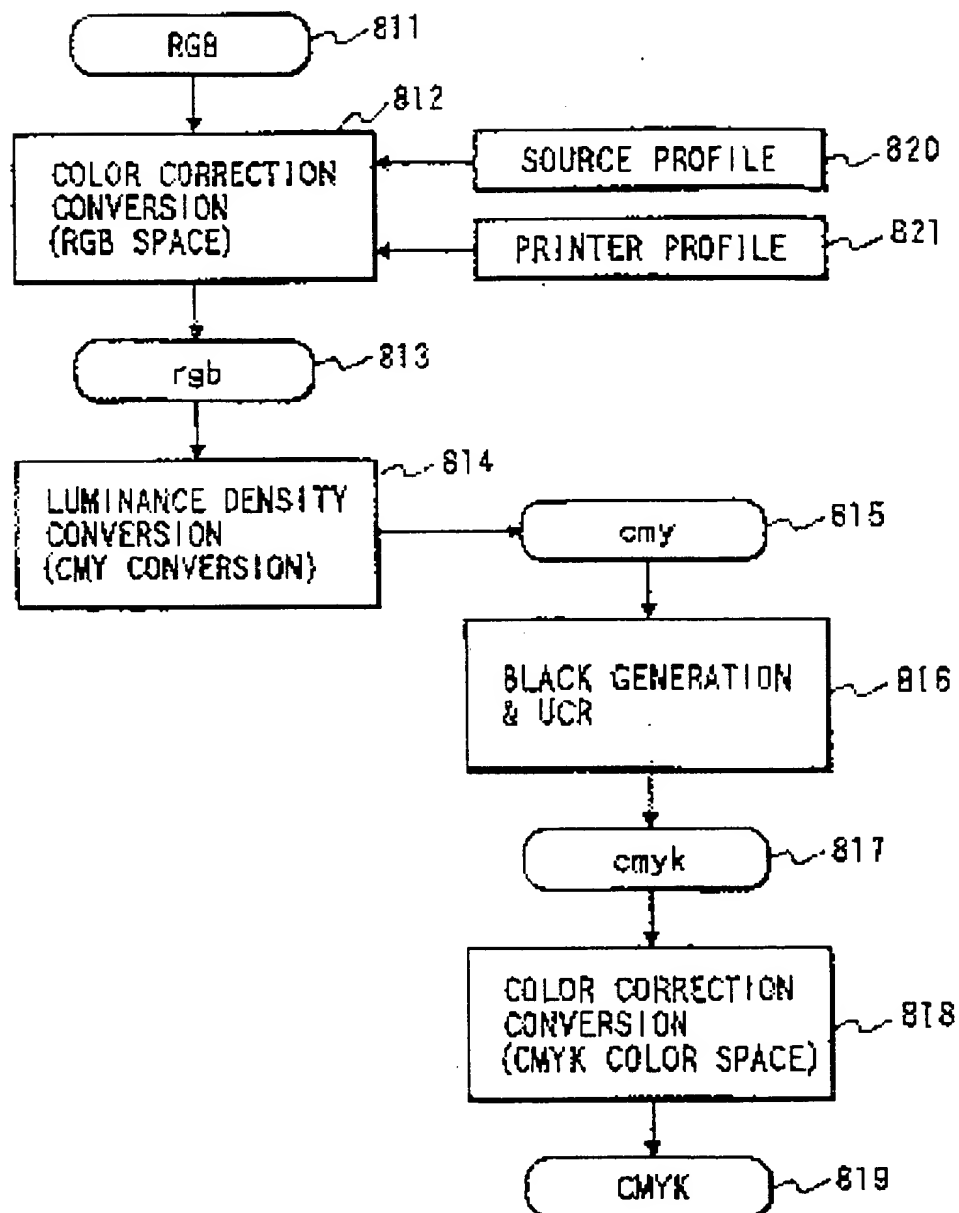 RGB
811
812
COLOR CORRECTION
CONVERSION
(RGB SPACE)
SOURCE PROFILE
820
PRINTER PROFILE
821
rgb
813
814
LUMINANCE DENSITY
CONVERSION
(CMY CONVERSION)
cmy
815
BLACK GENERATION
& UCR
816
cmyk
817
COLOR CORRECTION
CONVERSION
(CMYK COLOR SPACE)
818
CMYK
819